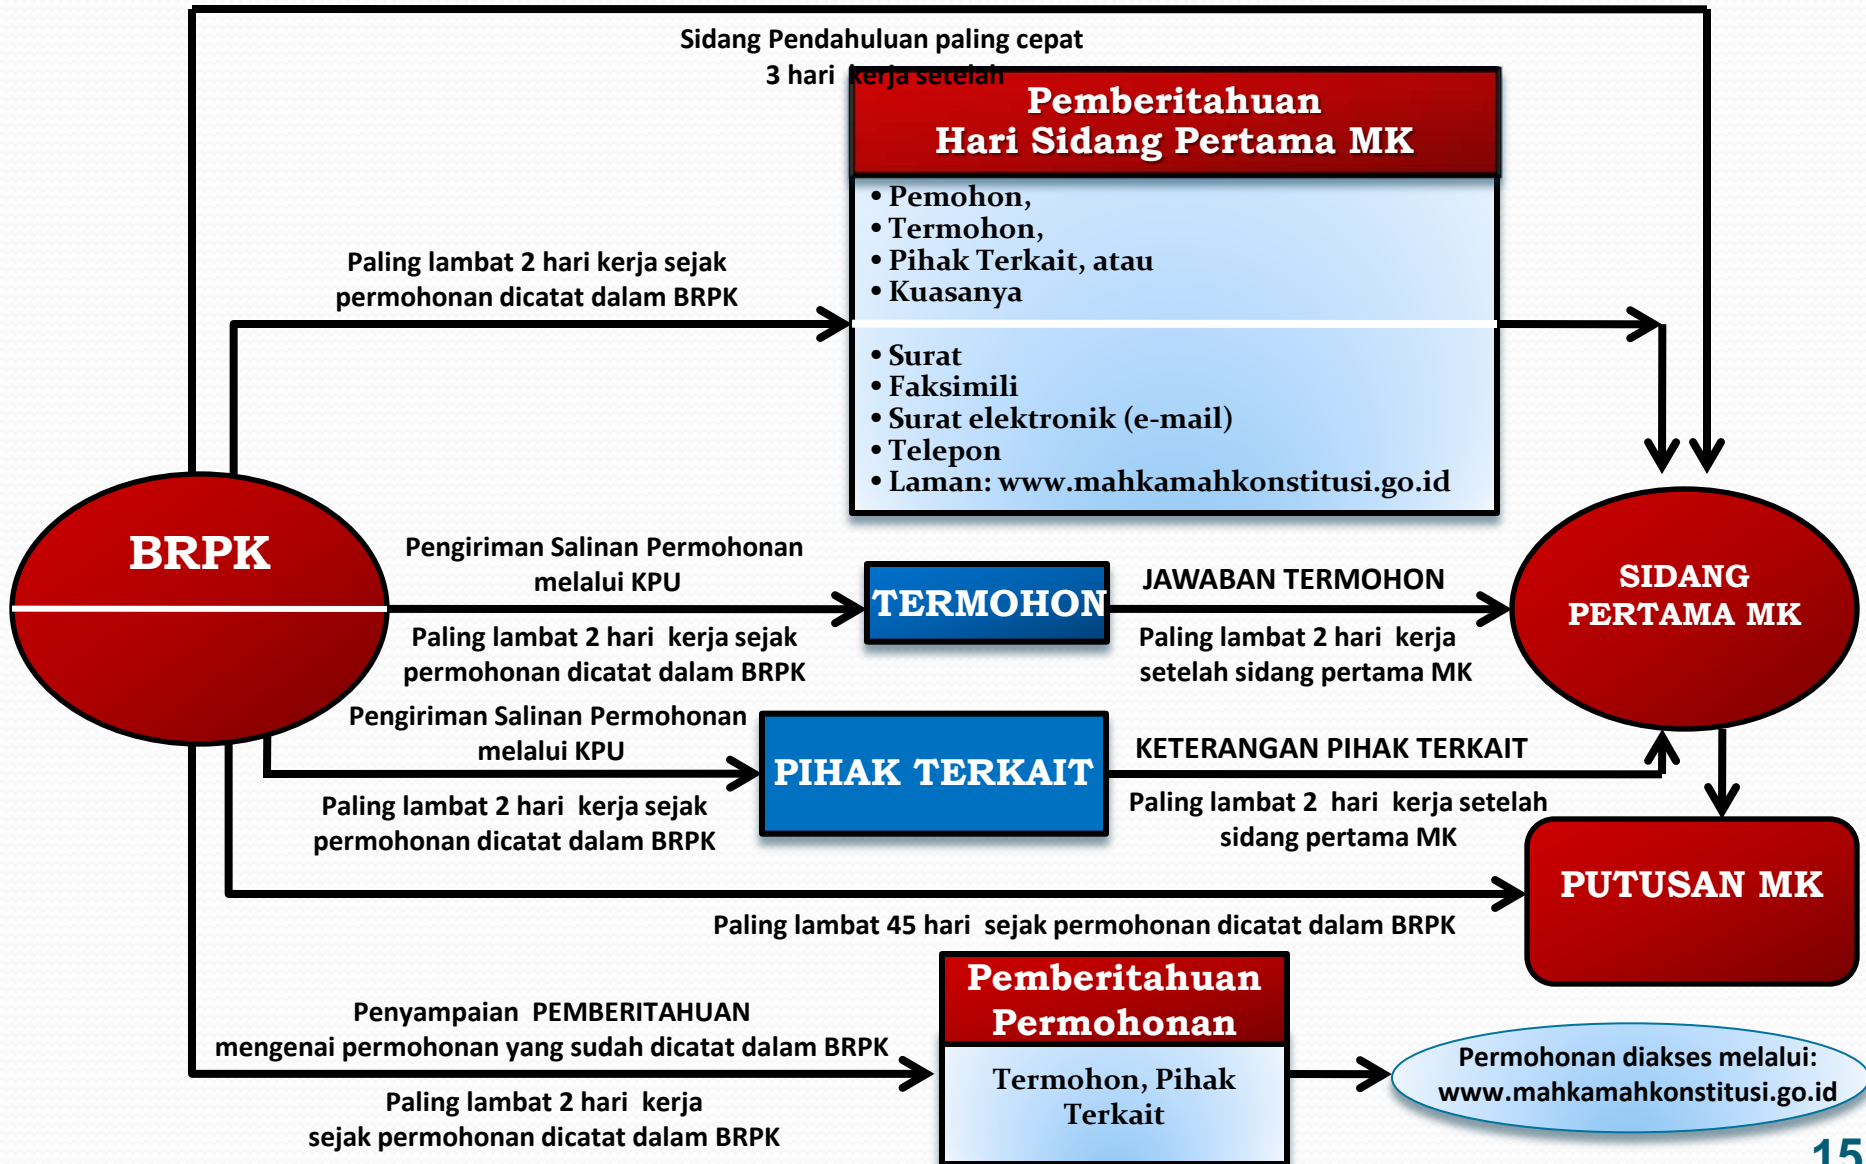 Sidang Pendahuluan paling cepat
3 hari kerja setelah
Pemberitahuan
Hari Sidang Pertama MK
• Pemohon,
• Termohon,
• Pihak Terkait, atau
• Kuasanya
Paling lambat 2 hari kerja sejak
permohonan dicatat dalam BRPK
• Surat
• Faksimili
• Surat elektronik (e-mail)
• Telepon
• Laman: www.mahkamahkonstitusi.go.id
BRPK
Pengiriman Salinan Permohonan
melalui KPU
Paling lambat 2 hari kerja sejak
permohonan dicatat dalam BRPK
TERMOHON
JAWABAN TERMOHON
Paling lambat 2 hari kerja
setelah sidang pertama MK
SIDANG
PERTAMA MK
Pengiriman Salinan Permohonan
melalui KPU
Paling lambat 2 hari kerja sejak
permohonan dicatat dalam BRPK
PIHAK TERKAIT
KETERANGAN PIHAK TERKAIT
Paling lambat 2 hari kerja setelah
sidang pertama MK
PUTUSAN MK
Paling lambat 45 hari sejak permohonan dicatat dalam BRPK
Penyampaian PEMBERITAHUAN
mengenai permohonan yang sudah dicatat dalam BRPK
Paling lambat 2 hari kerja
sejak permohonan dicatat dalam BRPK
Pemberitahuan
Permohonan
Termohon, Pihak
Terkait
Permohonan diakses melalui:
www.mahkamahkonstitusi.go.id
15